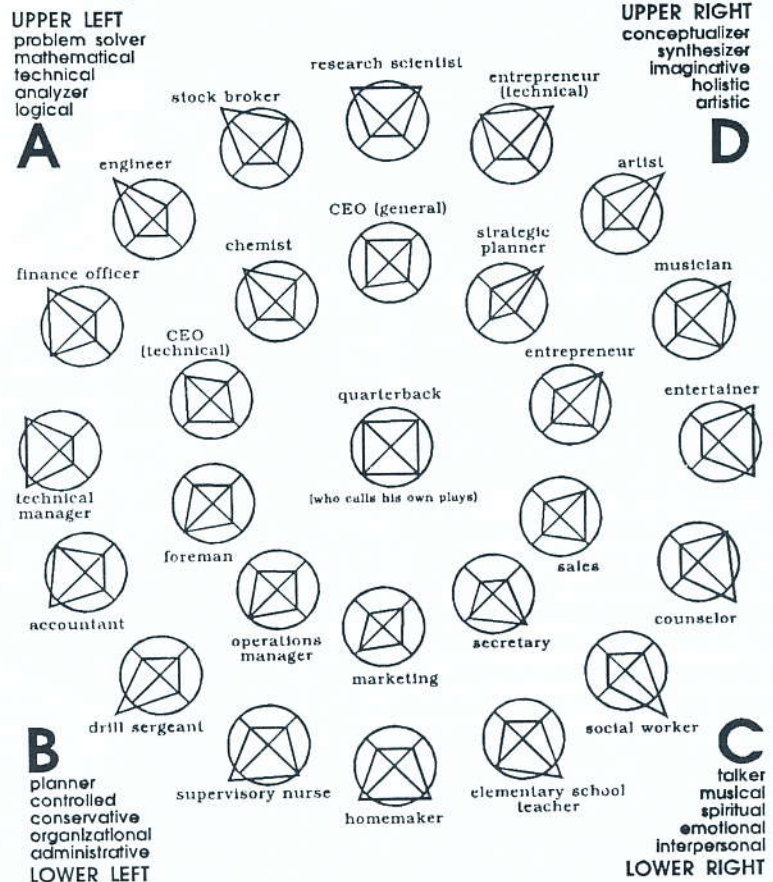 UPPER LEFT
problem solver
mathematical
technical
analyzer
logical
A
UPPER RIGHT
conceptualizer
synthesizer
imaginative
holistic
artistic
D
research scientist
stock broker
entrepreneur
(technical)
engineer
artist
CEO (general)
chemist
strategic
planner
finance officer
musician
CEO
(technical)
entrepreneur
quarterback
entertainer
(who calls his own plays)
technical
manager
foreman
sales
accountant
counselor
operations
manager
secretary
marketing
drill sergeant
social worker
supervisory nurse
elementary school
teacher
homemaker
B
planner
controlled
conservative
organizational
administrative
LOWER LEFT
C
talker
musical
spiritual
emotional
interpersonal
LOWER RIGHT